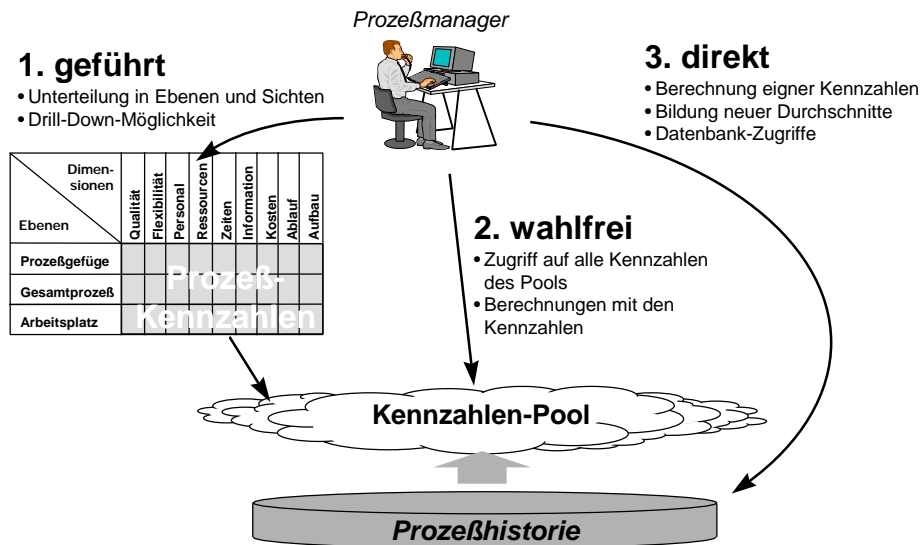 Prozeßmanager
1. geführt
• Unterteilung in Ebenen und Sichten
• Drill-Down-Möglichkeit
Dimen-
sionen
Ebenen
Qualität
Flexibilität
Personal
Ressourcen
Zeiten
Information
Kosten
Ablauf
Aufbau
Prozeßgefüge
Gesamtprozeß
Arbeitsplatz
Prozeß-
Kennzahlen
2. wahlfrei
• Zugriff auf alle Kennzahlen
des Pools
• Berechnungen mit den
Kennzahlen
3. direkt
• Berechnung eigner Kennzahlen
• Bildung neuer Durchschnitte
• Datenbank-Zugriffe
Kennzahlen-Pool
Prozeßhistorie